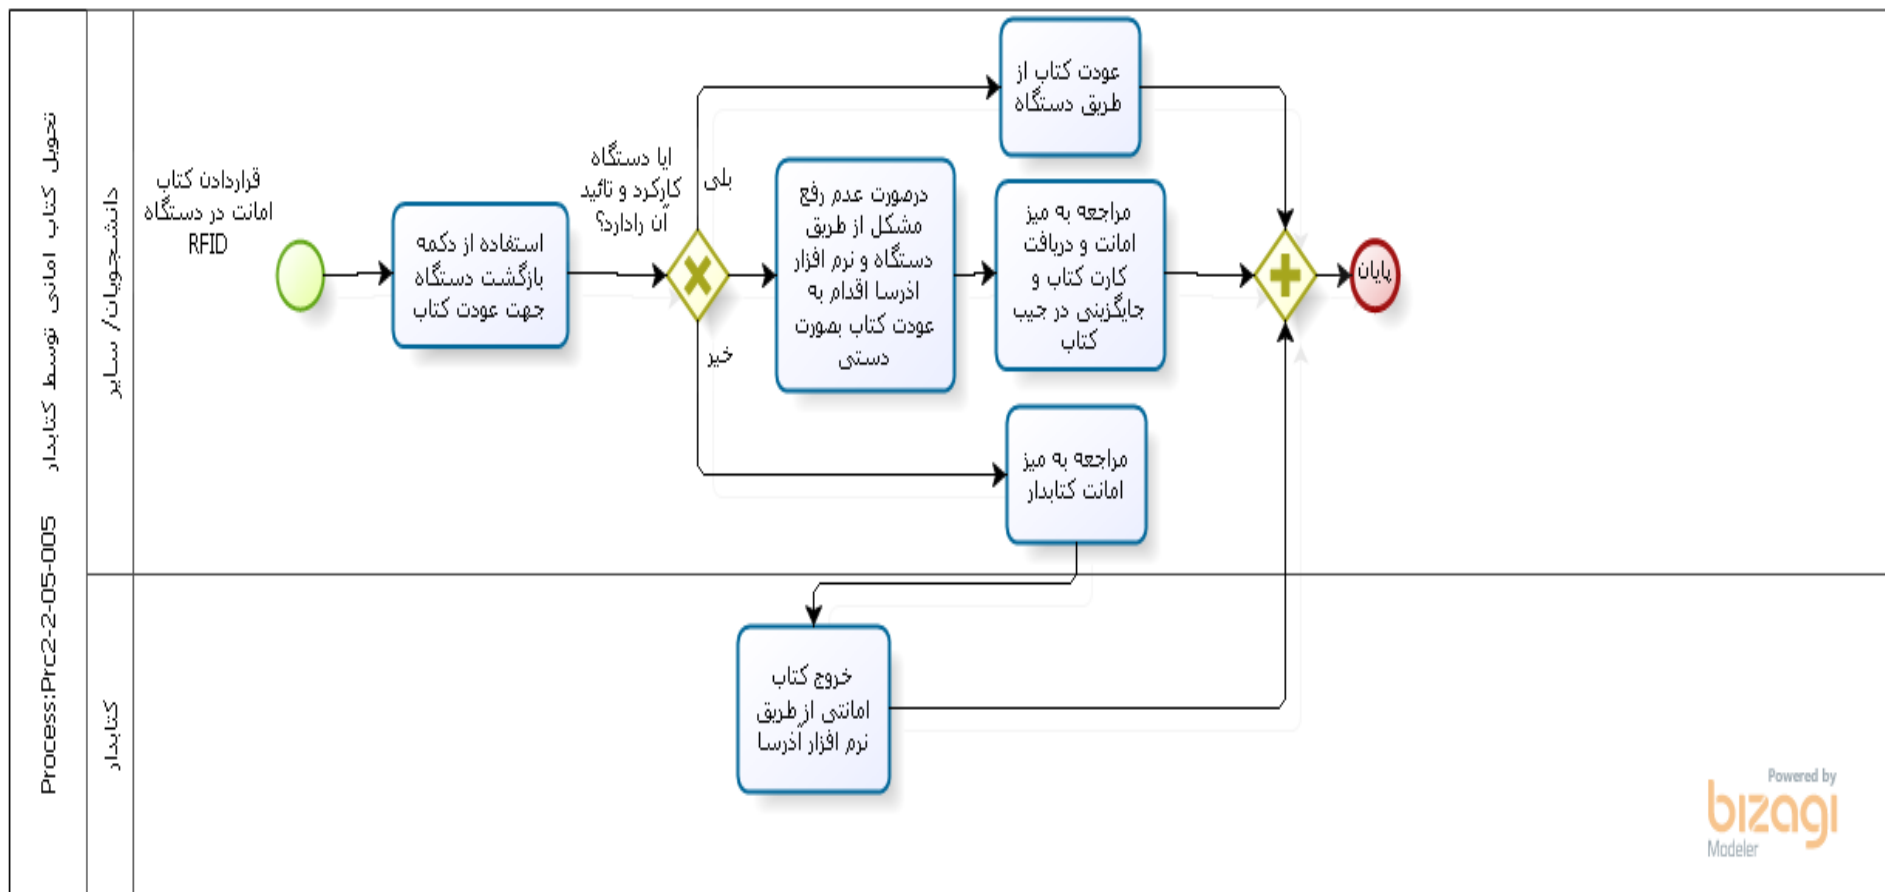 تحویل کتاب امانی توسط کتابدار
Process:Prc2-2-05-005
دانشجویان/ سایر
کتابدار
قراردادن کتاب
امانت در دستگاه
RFID
استفاده از دکمه
بازگشت دستگاه
جهت عودت کتاب
ایا دستگاه
کارکرد و تائید
آن رادارد؟
بلی
خیر
عودت کتاب از
طریق دستگاه
درصورت عدم رفع
مشکل از طریق
دستگاه و نرم افزار
اذرسا اقدام به
عودت کتاب بصورت
دستی
مراجعه به میز
امانت و دریافت
کارت کتاب و
جایگزینی در جیب
کتاب
مراجعه به میز
امانت کتابدار
پایان
خروج کتاب
امانتی از طریق
نرم افزار آذرسا
Powered by
bizagi
Modeler